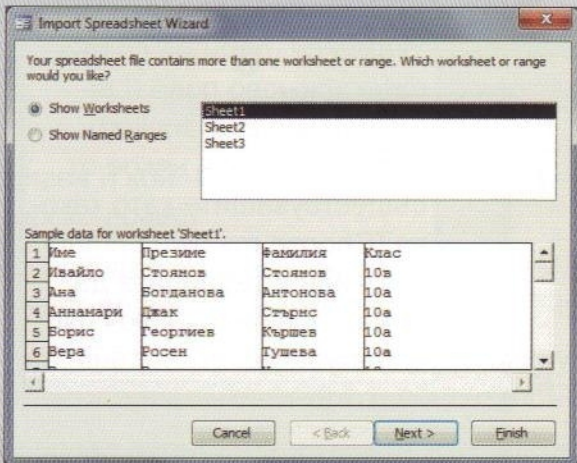 Import Spreadsheet Wizard
Your spreadsheet file contains more than one worksheet or range. Which worksheet or range
would you like?
Show Worksheets
Show Named Ranges
Sheet1
Sheet2
Sheet3
Sample data for worksheet 'Sheet1'.
1 Име Презиме Фамилия Клас
2 Ивайло Стоянов Стоянов 10в
3 Ана Богданова Антонова 10а
4 Аннамари Джак Стърнс 10а
5 Борис Георгиев Кършев 10а
6 Вера Росен Тушева 10а
Cancel < Back Next > Finish